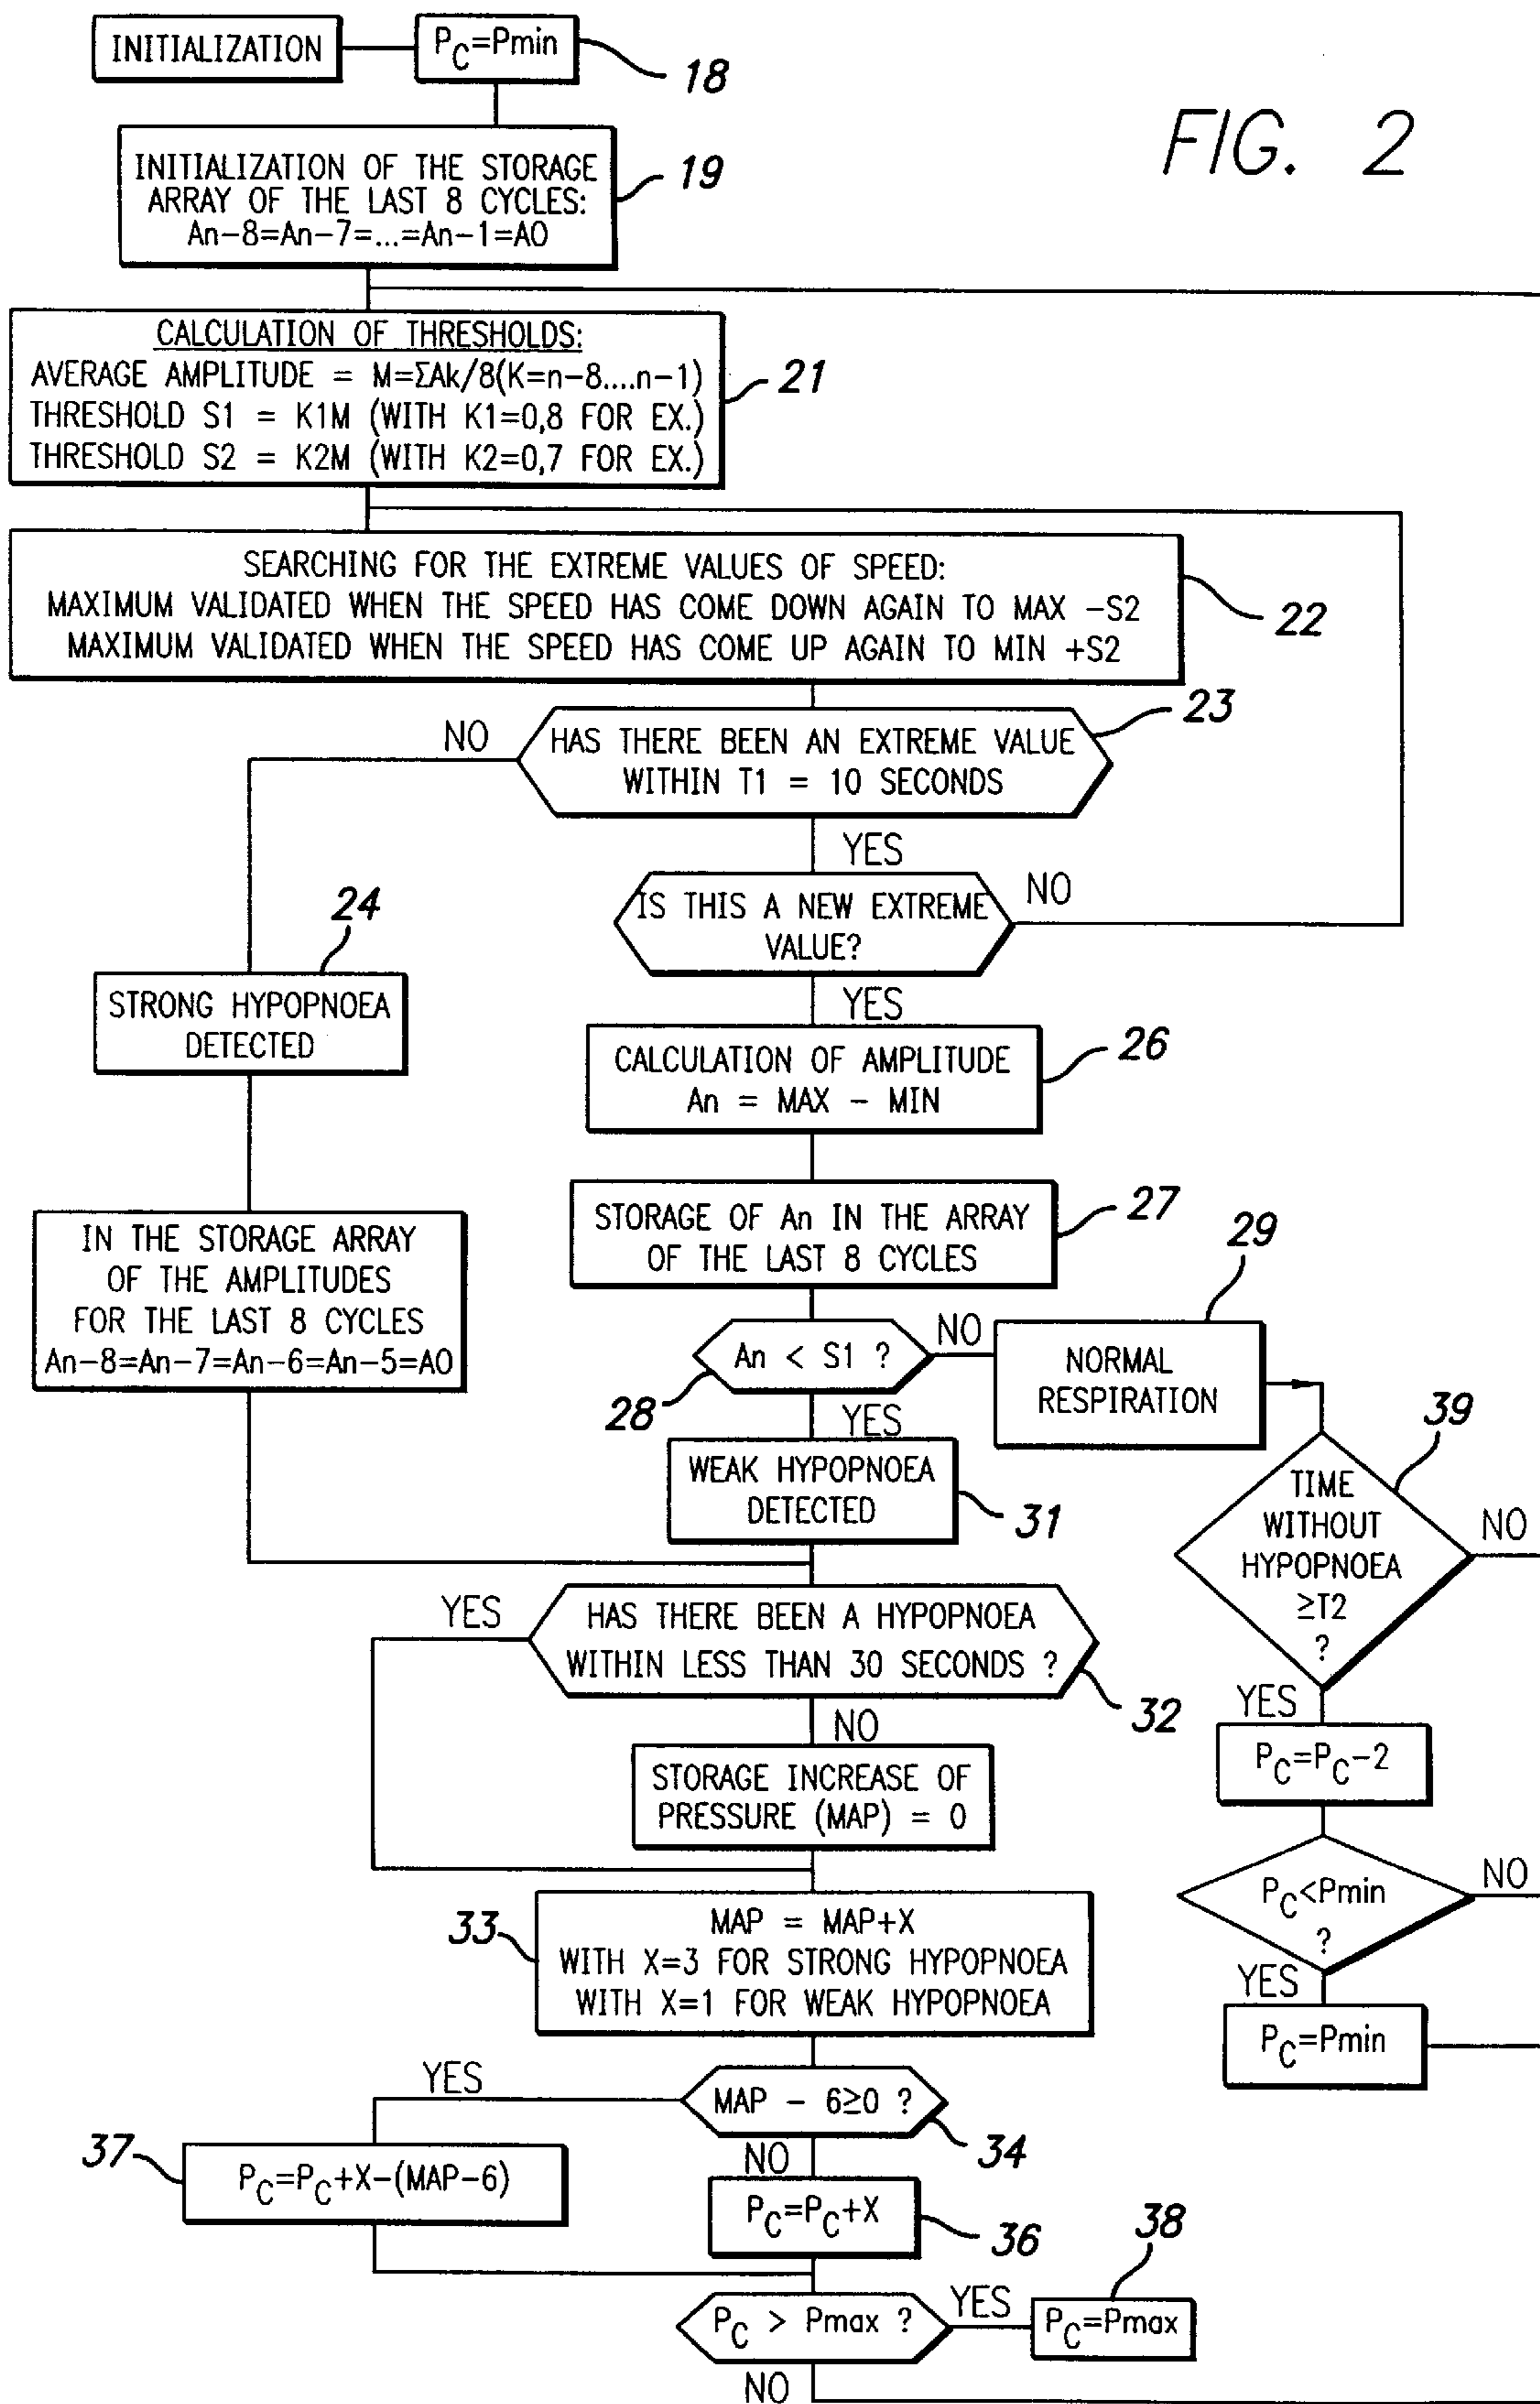 FIG. 2
INITIALIZATION
PC=Pmin
18
INITIALIZATION OF THE STORAGE
ARRAY OF THE LAST 8 CYCLES:
An-8=An-7=...=An-1=A0
19
CALCULATION OF THRESHOLDS:
AVERAGE AMPLITUDE = M=ΣAk/8(K=n-8....n-1)
THRESHOLD S1 = K1M (WITH K1=0,8 FOR EX.)
THRESHOLD S2 = K2M (WITH K2=0,7 FOR EX.)
21
SEARCHING FOR THE EXTREME VALUES OF SPEED:
MAXIMUM VALIDATED WHEN THE SPEED HAS COME DOWN AGAIN TO MAX -S2
MAXIMUM VALIDATED WHEN THE SPEED HAS COME UP AGAIN TO MIN +S2
22
HAS THERE BEEN AN EXTREME VALUE
WITHIN T1 = 10 SECONDS
23
NO
YES
IS THIS A NEW EXTREME
VALUE?
NO
YES
24
STRONG HYPOPNOEA
DETECTED
CALCULATION OF AMPLITUDE
An = MAX - MIN
26
IN THE STORAGE ARRAY
OF THE AMPLITUDES
FOR THE LAST 8 CYCLES
An-8=An-7=An-6=An-5=A0
STORAGE OF An IN THE ARRAY
OF THE LAST 8 CYCLES
27
An < S1 ?
28
NO
YES
29
NORMAL
RESPIRATION
WEAK HYPOPNOEA
DETECTED
31
39
TIME
WITHOUT
HYPOPNOEA
≥T2
?
NO
YES
HAS THERE BEEN A HYPOPNOEA
WITHIN LESS THAN 30 SECONDS ?
32
YES
NO
PC=PC-2
STORAGE INCREASE OF
PRESSURE (MAP) = 0
PC<Pmin
?
NO
YES
PC=Pmin
33
MAP = MAP+X
WITH X=3 FOR STRONG HYPOPNOEA
WITH X=1 FOR WEAK HYPOPNOEA
MAP - 6≥0 ?
34
YES
NO
37
PC=PC+X-(MAP-6)
PC=PC+X
36
38
PC > Pmax ?
YES
PC=Pmax
NO